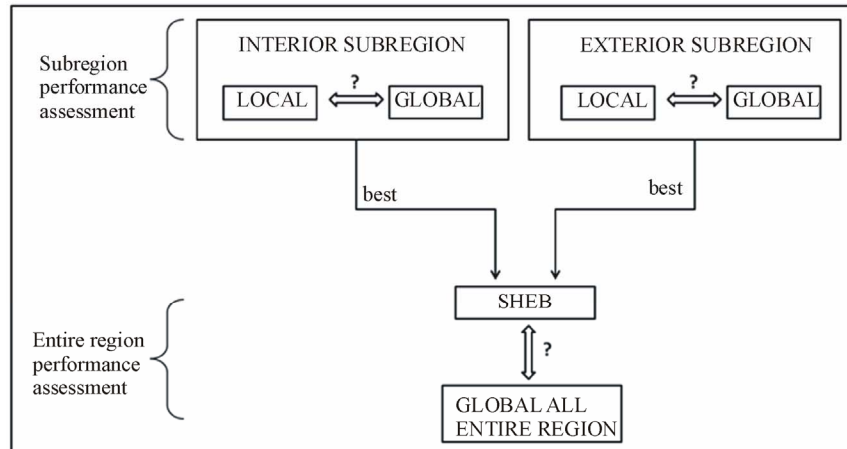 INTERIOR SUBREGION
EXTERIOR SUBREGION
Subregion
performance
assessment
LOCAL
?
GLOBAL
LOCAL
?
GLOBAL
best
best
SHEB
?
Entire region
performance
assessment
GLOBAL ALL
ENTIRE REGION